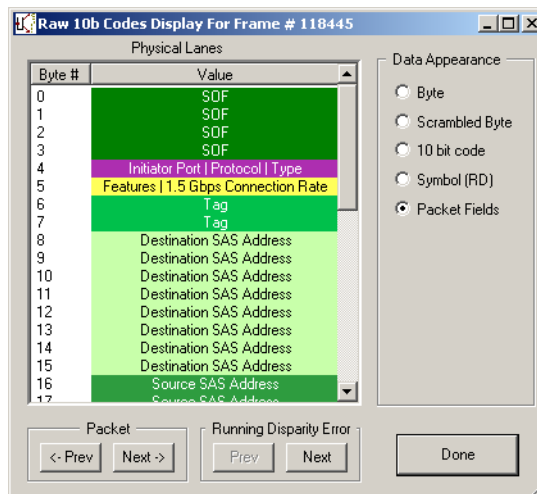 Raw 10b Codes Display For Frame # 118445
Physical Lanes
Byte # Value
0 SOF
1 SOF
2 SOF
3 SOF
4 Initiator Port | Protocol | Type
5 Features | 1.5 Gbps Connection Rate
6 Tag
7 Tag
8 Destination SAS Address
9 Destination SAS Address
10 Destination SAS Address
11 Destination SAS Address
12 Destination SAS Address
13 Destination SAS Address
14 Destination SAS Address
15 Destination SAS Address
16 Source SAS Address
17 Source SAS Address
Data Appearance
Byte
Scrambled Byte
10 bit code
Symbol (RD)
Packet Fields
Packet
<- Prev Next ->
Running Disparity Error
Prev Next
Done